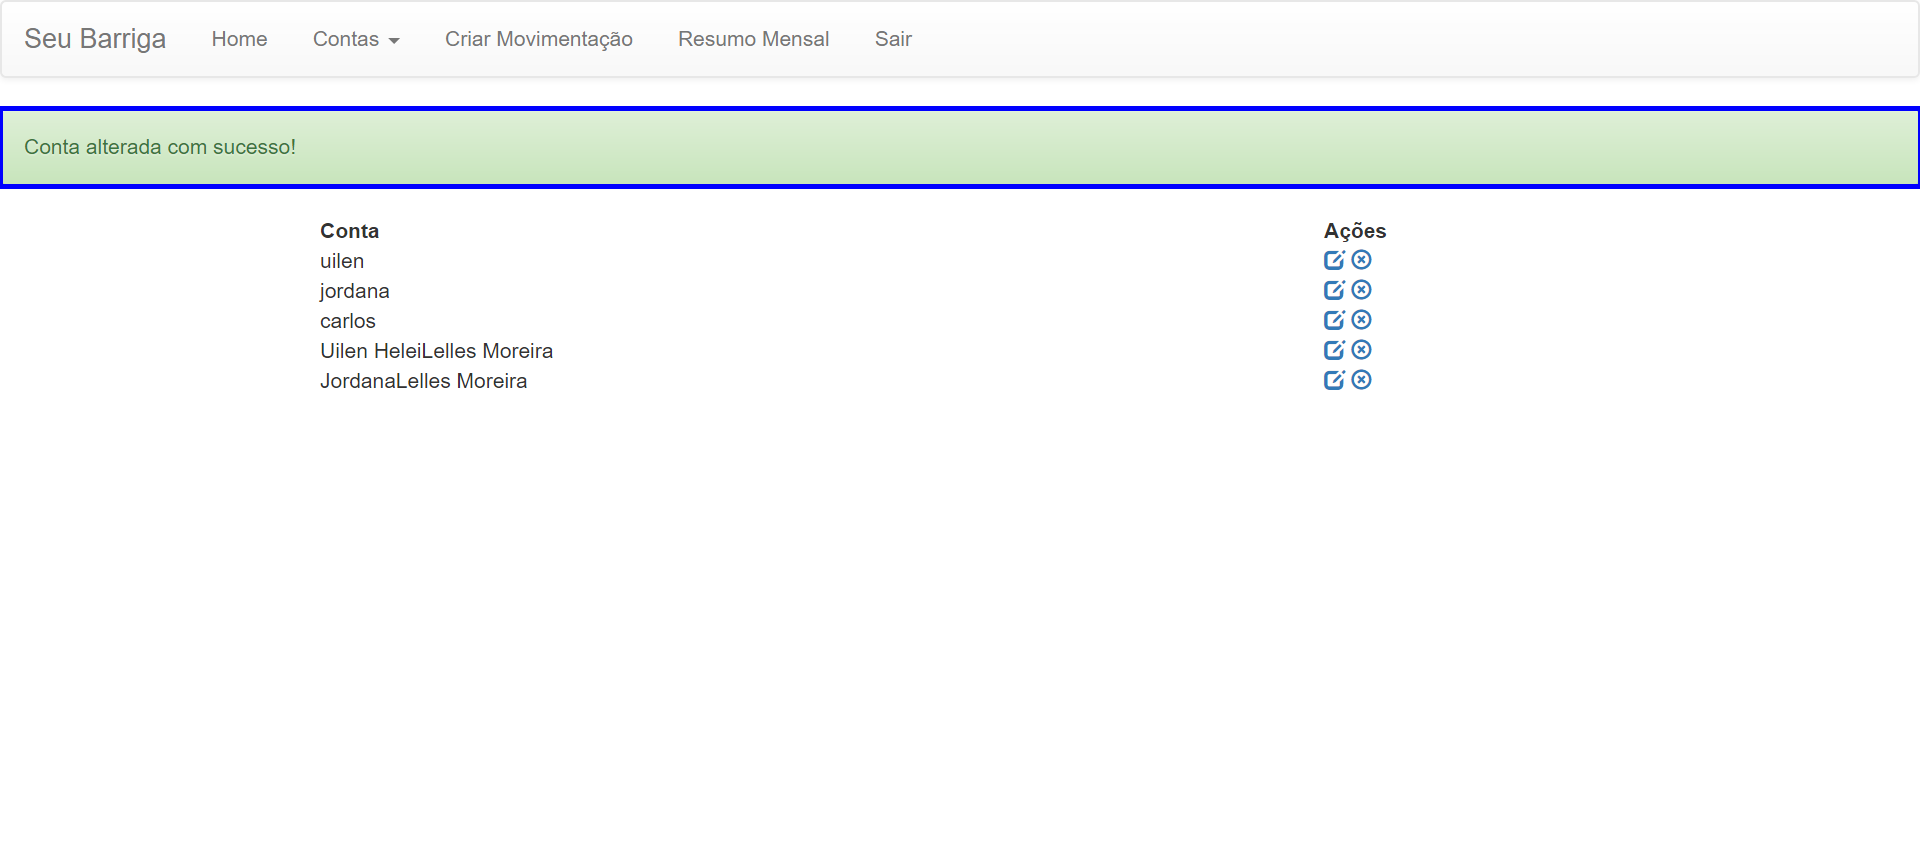 Seu Barriga Home Contas Criar Movimentação Resumo Mensal Sair
Conta alterada com sucesso!
Conta Ações
uilen
jordana
carlos
Uilen HeleiLelles Moreira
JordanaLelles Moreira